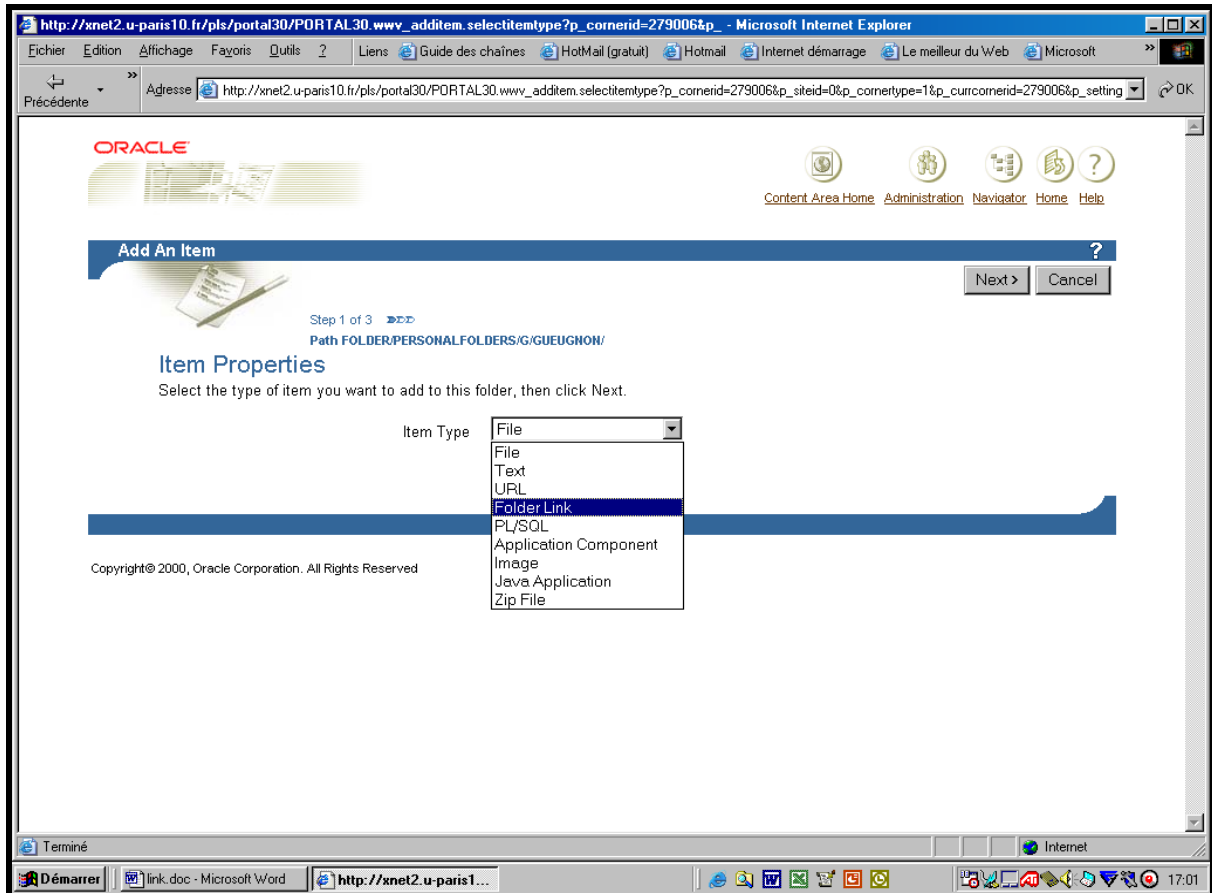 http://xnet2.u-paris10.fr/pls/portal30/PORTAL30.wwv_additem.selectitemtype?p_cornerid=279006&p_ - Microsoft Internet Explorer
Fichier Edition Affichage Favoris Outils ? Liens Guide des chaînes HotMail (gratuit) Hotmail Internet démarrage Le meilleur du Web Microsoft »
Précédente » Adresse http://xnet2.u-paris10.fr/pls/portal30/PORTAL30.wwv_additem.selectitemtype?p_cornerid=279006&p_siteid=0&p_cornertype=1&p_currcornerid=279006&p_setting OK
ORACLE
Content Area Home Administration Navigator Home Help
Add An Item ?
Next > Cancel
Step 1 of 3
Path FOLDER/PERSONALFOLDERS/G/GUEUGNON/
Item Properties
Select the type of item you want to add to this folder, then click Next.
Item Type File
File
Text
URL
Folder Link
PL/SQL
Application Component
Image
Java Application
Zip File
Copyright© 2000, Oracle Corporation. All Rights Reserved
Terminé Internet
Démarrer link.doc - Microsoft Word http://xnet2.u-paris1... 17:01